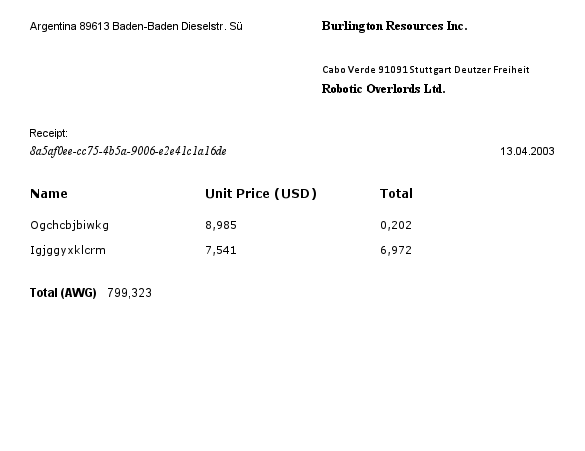 Argentina 89613 Baden-Baden Dieselstr. Sü
Burlington Resources Inc.
Cabo Verde 91091 Stuttgart Deutzer Freiheit
Robotic Overlords Ltd.
Receipt:
8a5af0ee-cc75-4b5a-9006-e2e41c1a16de
13.04.2003
Name Unit Price (USD) Total
Ogchcbjbiwkg 8,985 0,202
Igjggyxklcrm 7,541 6,972
Total (AWG) 799,323